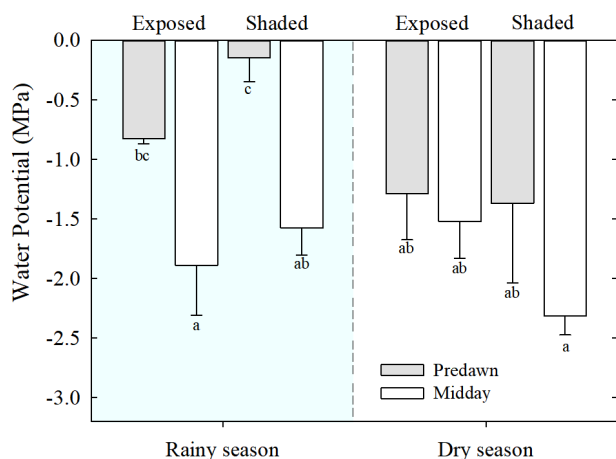 Exposed Shaded Exposed Shaded
Water Potential (MPa)
0.0
-0.5
-1.0
-1.5
-2.0
-2.5
-3.0
bc
a
c
ab
ab
ab
ab
a
Predawn
Midday
Rainy season Dry season